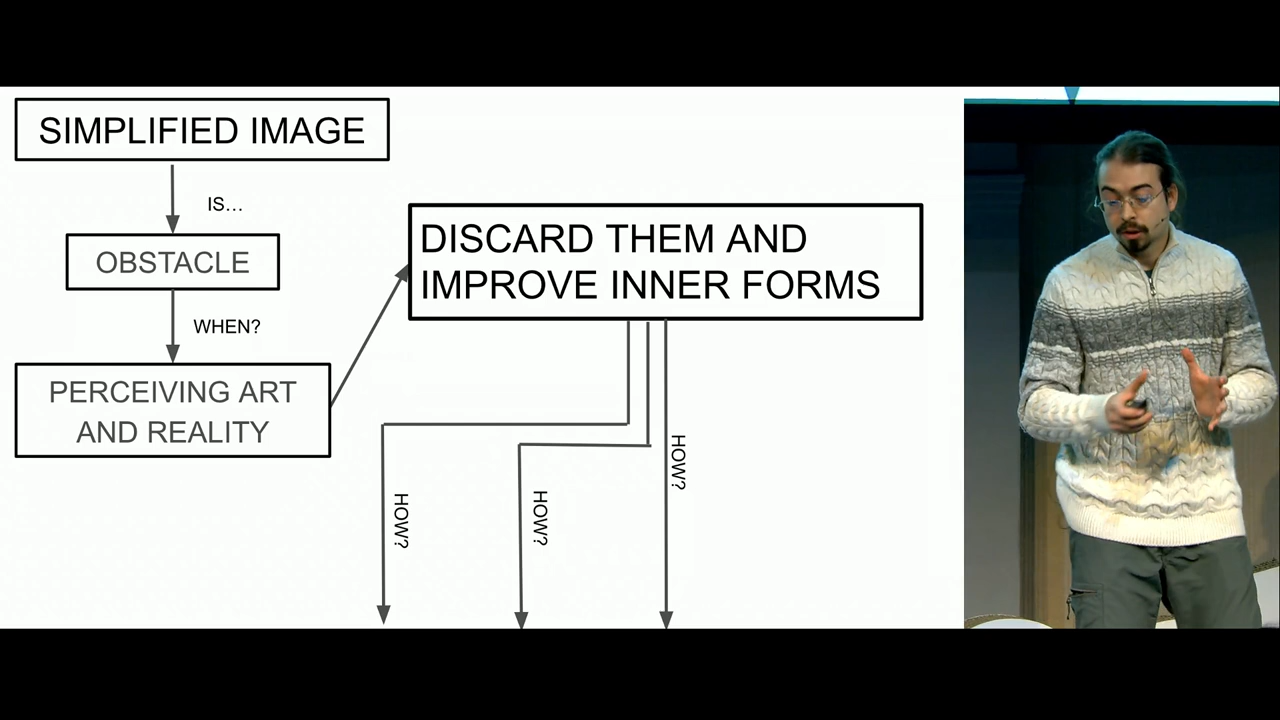 SIMPLIFIED IMAGE
IS...
OBSTACLE
WHEN?
PERCEIVING ART
AND REALITY
DISCARD THEM AND
IMPROVE INNER FORMS
HOW?
HOW?
HOW?